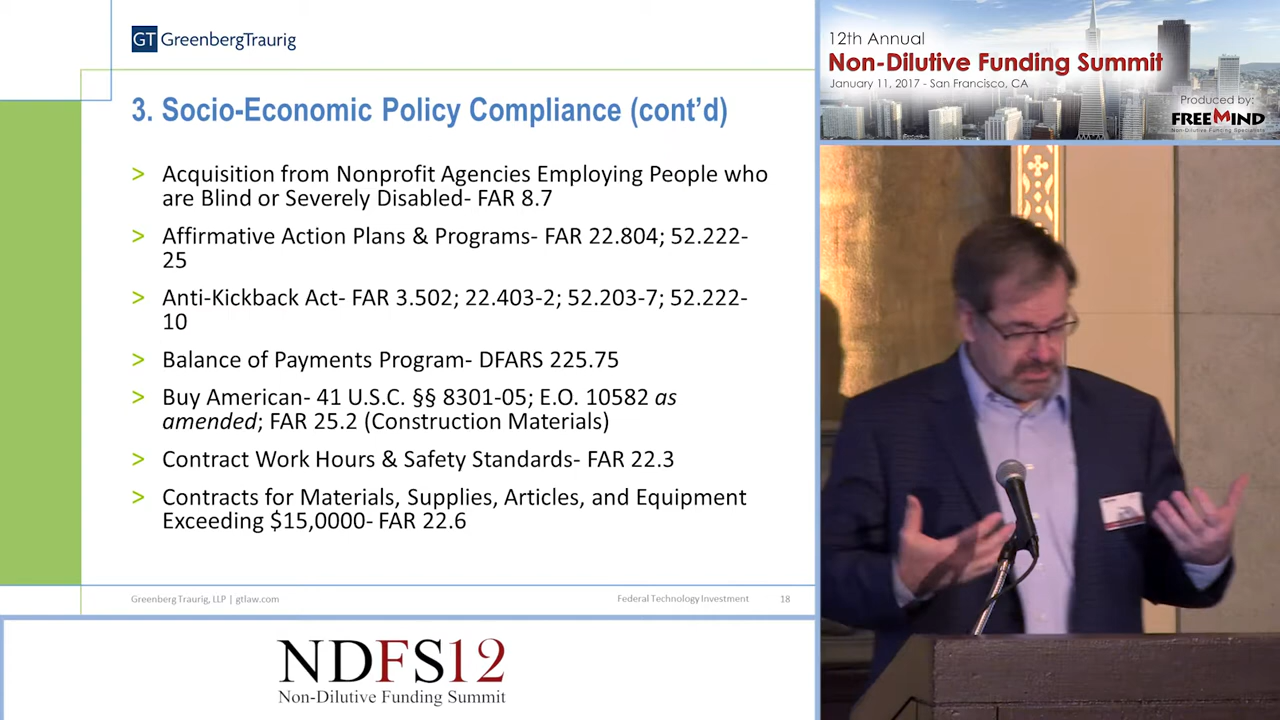 GT GreenbergTraurig
3. Socio-Economic Policy Compliance (cont'd)
> Acquisition from Nonprofit Agencies Employing People who
are Blind or Severely Disabled- FAR 8.7
> Affirmative Action Plans & Programs- FAR 22.804; 52.222-
25
> Anti-Kickback Act- FAR 3.502; 22.403-2; 52.203-7; 52.222-
10
> Balance of Payments Program- DFARS 225.75
> Buy American- 41 U.S.C. §§ 8301-05; E.O. 10582 as
amended; FAR 25.2 (Construction Materials)
> Contract Work Hours & Safety Standards- FAR 22.3
> Contracts for Materials, Supplies, Articles, and Equipment
Exceeding $15,0000- FAR 22.6
Greenberg Traurig, LLP | gtlaw.com
Federal Technology Investment 18
NDFS12
Non-Dilutive Funding Summit
12th Annual
Non-Dilutive Funding Summit
January 11, 2017 - San Francisco, CA
Produced by:
FREEMIND
Non-Dilutive Funding Specialists